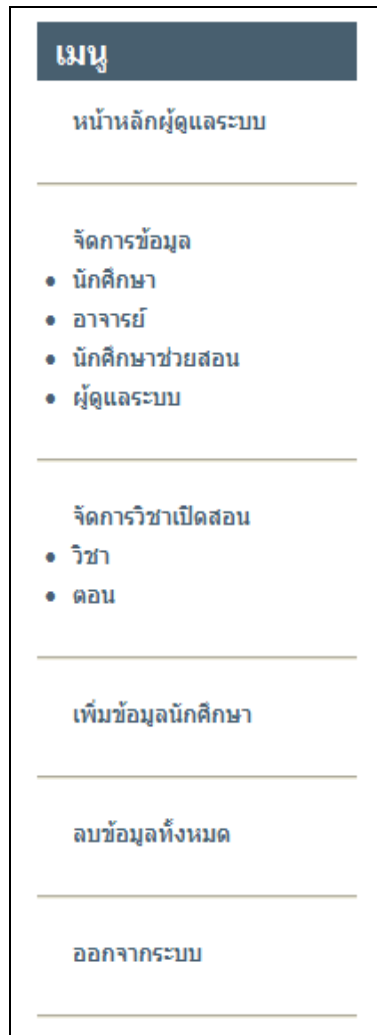 เมนู
หน้าหลักผู้ดูแลระบบ
จัดการข้อมูล
• นักศึกษา
• อาจารย์
• นักศึกษาช่วยสอน
• ผู้ดูแลระบบ
จัดการวิชาเปิดสอน
• วิชา
• ตอน
เพิ่มข้อมูลนักศึกษา
ลบข้อมูลทั้งหมด
ออกจากระบบ